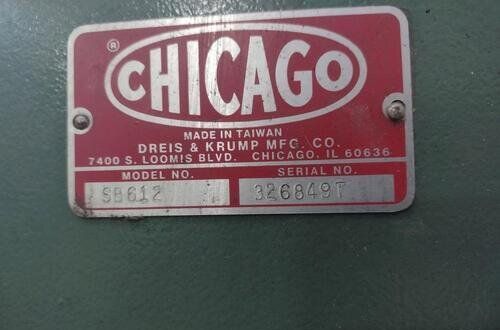 ® CHICAGO
MADE IN TAIWAN
DREIS & KRUMP MFG. CO.
7400 S. LOOMIS BLVD. CHICAGO, IL 60636
MODEL NO. SERIAL NO.
SB612 326849T